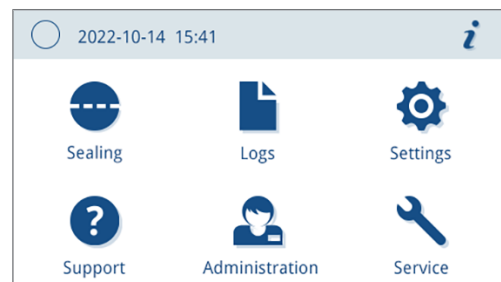 2022-10-14 15:41
Sealing Logs Settings
Support Administration Service